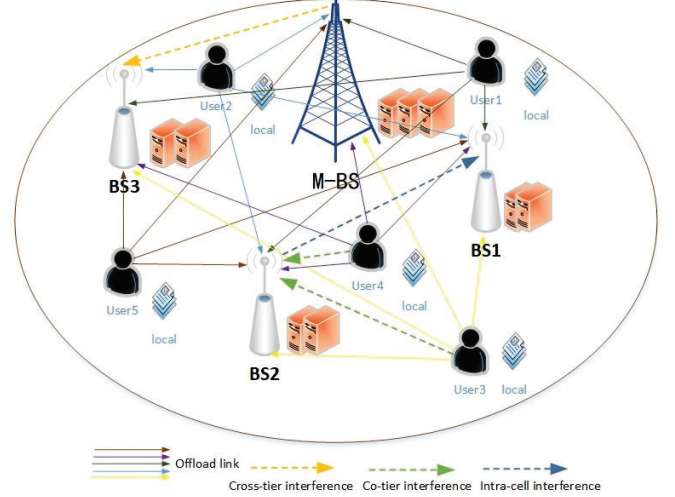 User2
local
User1
local
M-BS
BS3
BS1
User5
local
User4
local
BS2
User3
local
Offload link
Cross-tier interference
Co-tier interference
Intra-cell interference